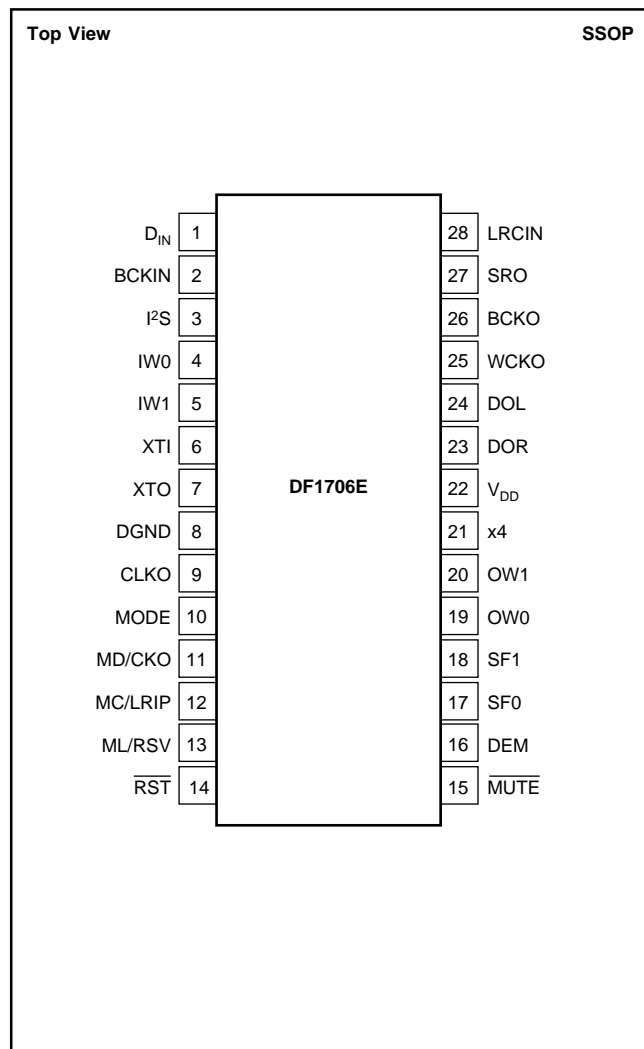 Top View SSOP
D_IN 1 28 LRCIN
BCKIN 2 27 SRO
I²S 3 26 BCKO
IW0 4 25 WCKO
IW1 5 24 DOL
XTI 6 23 DOR
XTO 7 DF1706E 22 V_DD
DGND 8 21 x4
CLKO 9 20 OW1
MODE 10 19 OW0
MD/CKO 11 18 SF1
MC/LRIP 12 17 SF0
ML/RSV 13 16 DEM
R̅S̅T̅ 14 15 M̅U̅T̅E̅